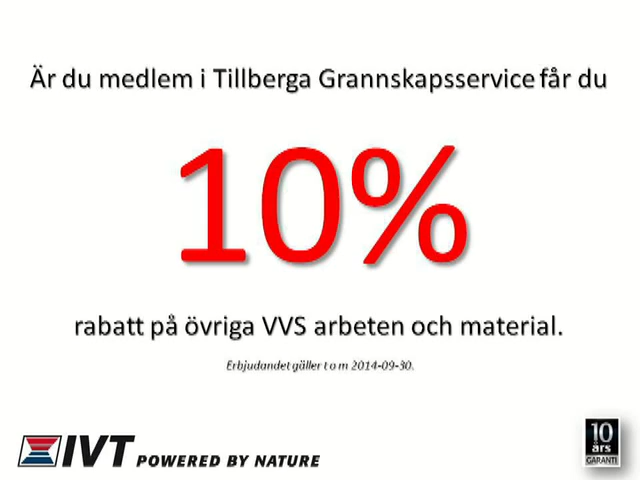 Är du medlem i Tillberga Grannskapsservice får du
10%
rabatt på övriga VVS arbeten och material.
Erbjudandet gäller t o m 2014-09-30.
IVT POWERED BY NATURE
10
års
GARANTI